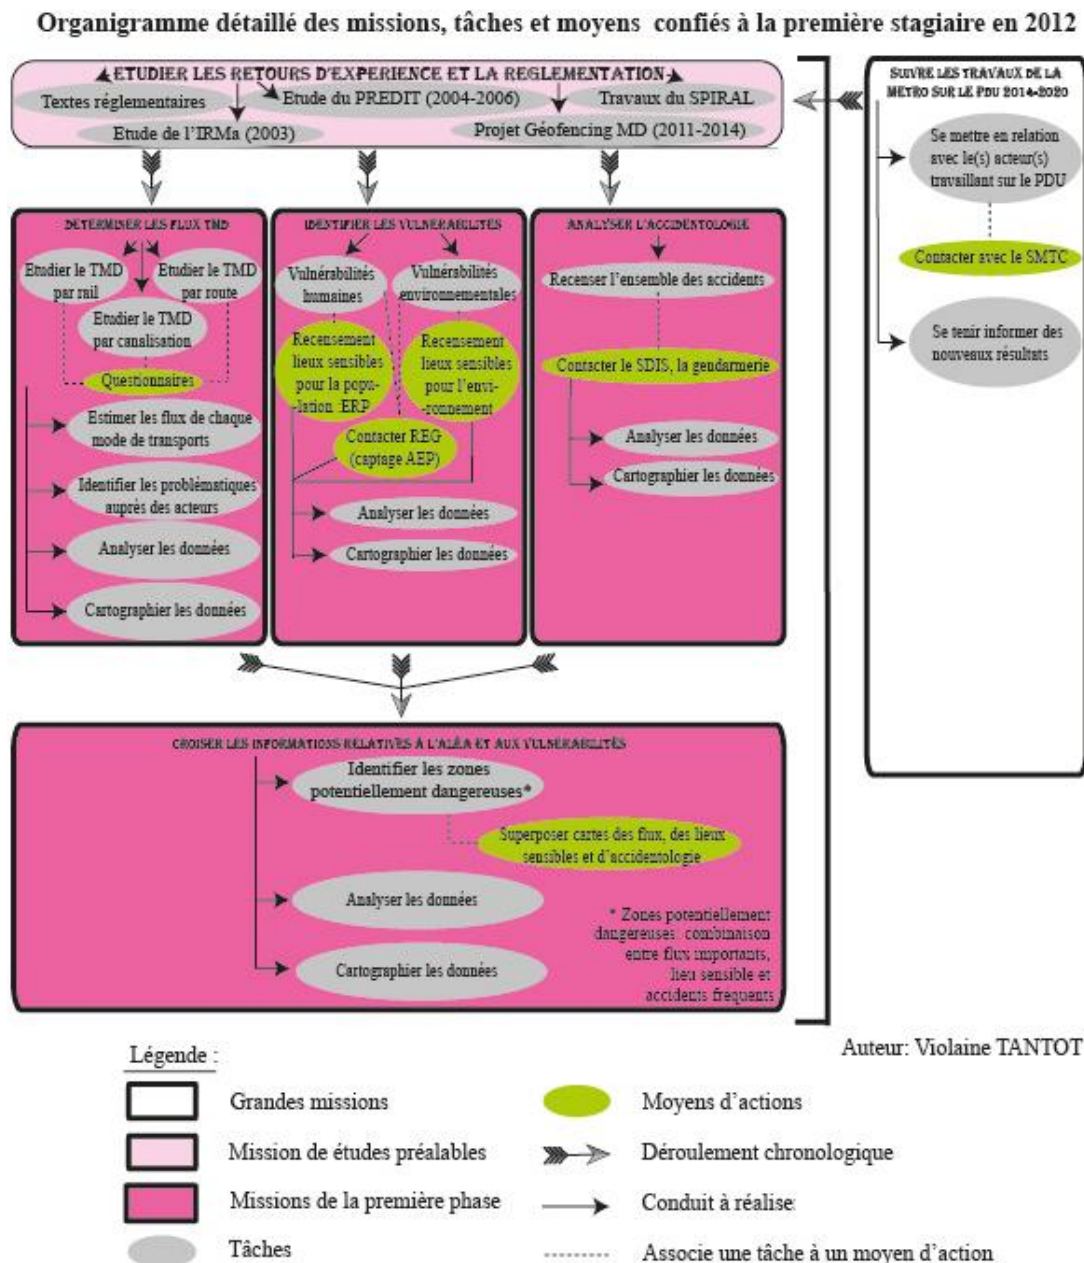 Organigramme détaillé des missions, tâches et moyens confiés à la première stagiaire en 2012
ETUDIER LES RETOURS D'EXPERIENCE ET LA REGLEMENTATION
Textes réglementaires
Etude du PREDIT (2004-2006)
Travaux du SPIRAL
Etude de l'IRMa (2003)
Projet Géofencing MD (2011-2014)
SUIVRE LES TRAVAUX DE LA
METRO SUR LE PDU 2014-2020
Se mettre en relation
avec le(s) acteur(s)
travaillant sur le PDU
Contacter avec le SMTC
Se tenir informer des
nouveaux résultats
DETERMINER LES FLUX TMD
Etudier le TMD
par rail
Etudier le TMD
par route
Etudier le TMD
par canalisation
Questionnaires
Estimer les flux de chaque
mode de transports
Identifier les problématiques
auprès des acteurs
Analyser les données
Cartographier les données
IDENTIFIER LES VULNERABILITÉS
Vulnérabilités
humaines
Vulnérabilités
environnementales
Recensement
lieux sensibles
pour la popu-
-lation :ERP
Recensement
lieux sensibles
pour l'envi-
-ronnement
Contacter REG
(captage AEP)
Analyser les données
Cartographier les données
ANALYSER L'ACCIDENTOLOGIE
Recenser l'ensemble des accidents
Contacter le SDIS, la gendarmerie
Analyser les données
Cartographier les données
CROISER LES INFORMATIONS RELATIVES À L'ALÉA ET AUX VULNÉRABILITÉS
Identifier les zones
potentiellement dangereuses*
Superposer cartes des flux, des lieux
sensibles et d'accidentologie
Analyser les données
Cartographier les données
* Zones potentiellement
dangereuses: combinaison
entre flux importants,
lieu sensible et
accidents fréquents
Auteur: Violaine TANTOT
Légende :
Grandes missions
Mission de études préalables
Missions de la première phase
Tâches
Moyens d'actions
Déroulement chronologique
Conduit à réalise:
Associe une tâche à un moyen d'action